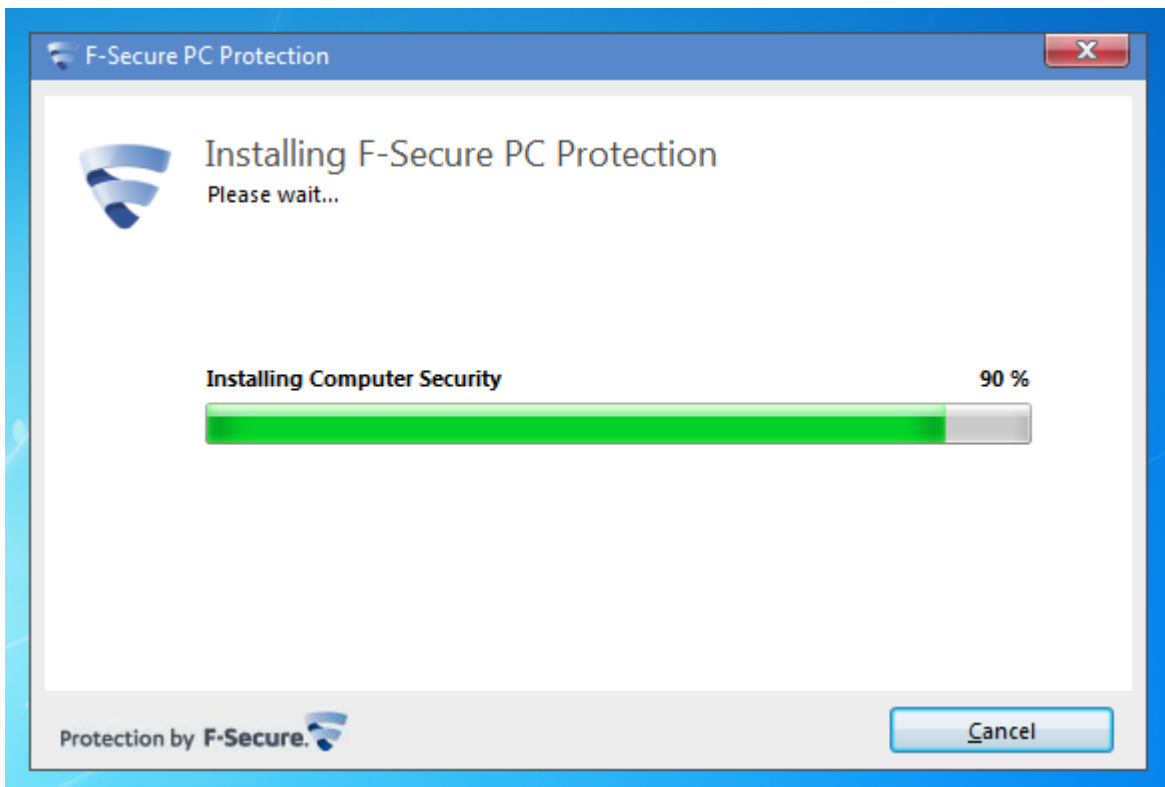 F-Secure PC Protection
Installing F-Secure PC Protection
Please wait...
Installing Computer Security 90 %
Protection by F-Secure.
Cancel